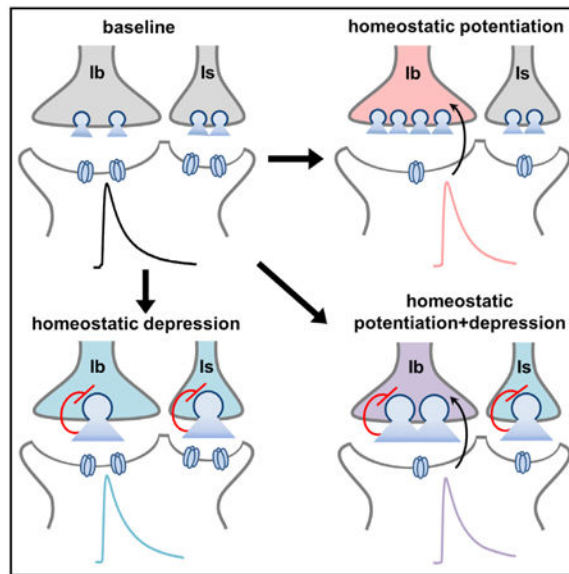 baseline
Ib
Is
homeostatic potentiation
Ib
Is
homeostatic depression
Ib
Is
homeostatic
potentiation+depression
Ib
Is